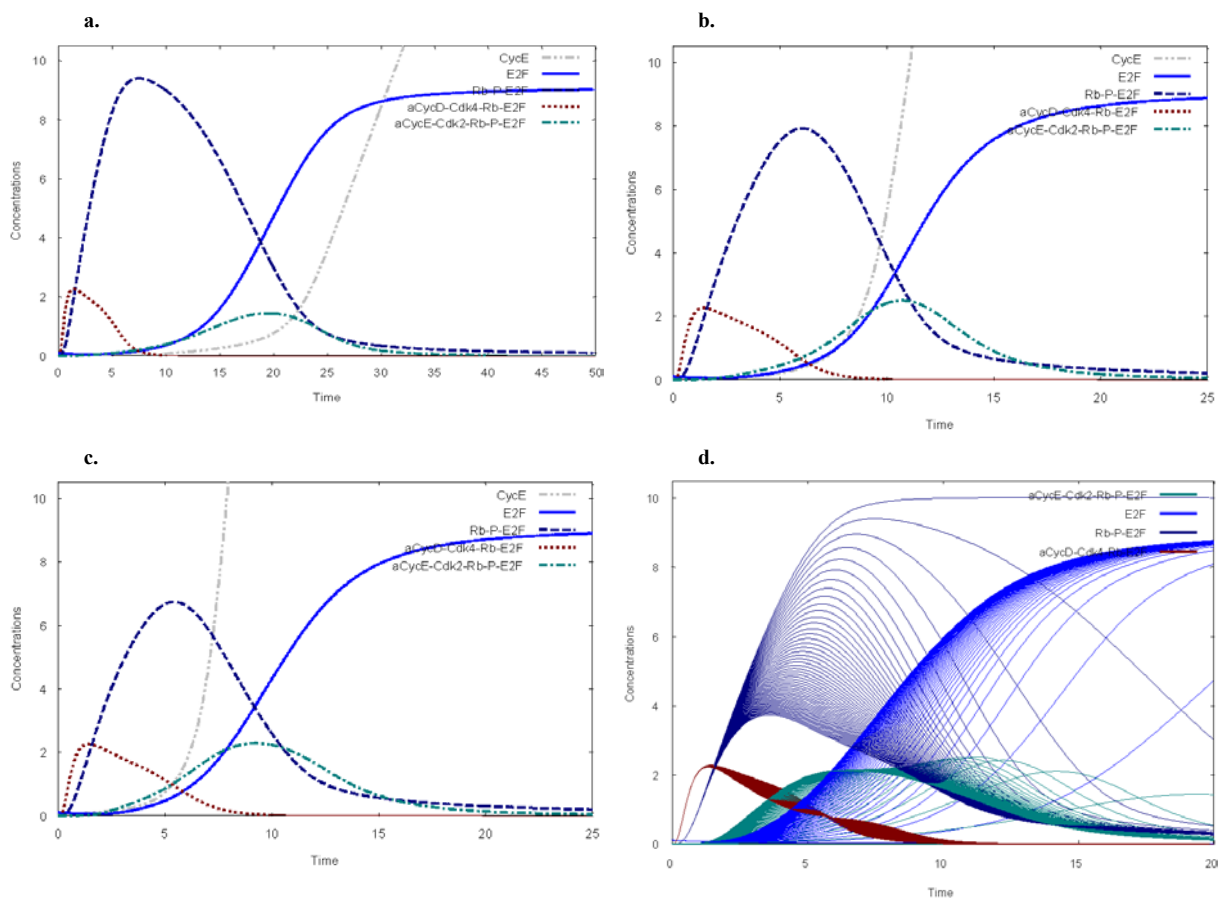 a.
10
8
6
4
2
0
Concentrations
CycE
E2F
Rb-P-E2F
aCycD-Cdk4-Rb-E2F
aCycE-Cdk2-Rb-P-E2F
0 5 10 15 20 25 30 35 40 45 50
Time
b.
10
8
6
4
2
0
Concentrations
CycE
E2F
Rb-P-E2F
aCycD-Cdk4-Rb-E2F
aCycE-Cdk2-Rb-P-E2F
0 5 10 15 20 25
Time
c.
10
8
6
4
2
0
Concentrations
CycE
E2F
Rb-P-E2F
aCycD-Cdk4-Rb-E2F
aCycE-Cdk2-Rb-P-E2F
0 5 10 15 20 25
Time
d.
10
8
6
4
2
0
Concentrations
aCycE-Cdk2-Rb-P-E2F
E2F
Rb-P-E2F
aCycD-Cdk4-Rb-E2F
0 5 10 15 20
Time